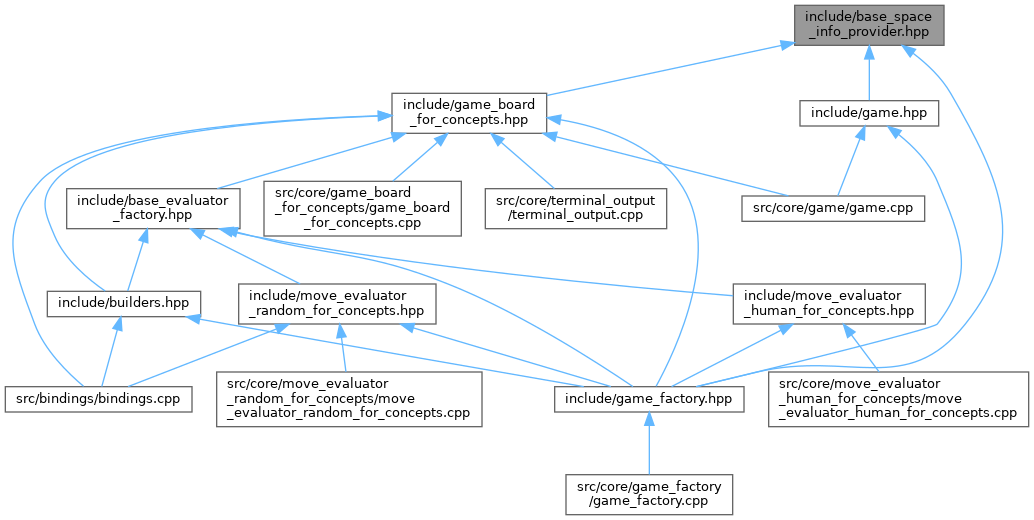 include/base_space
_info_provider.hpp
include/game_board
_for_concepts.hpp
include/game.hpp
include/base_evaluator
_factory.hpp
src/core/game_board
_for_concepts/game_board
_for_concepts.cpp
src/core/terminal_output
/terminal_output.cpp
src/core/game/game.cpp
include/builders.hpp
include/move_evaluator
_random_for_concepts.hpp
include/move_evaluator
_human_for_concepts.hpp
src/bindings/bindings.cpp
src/core/move_evaluator
_random_for_concepts/move
_evaluator_random_for_concepts.cpp
include/game_factory.hpp
src/core/move_evaluator
_human_for_concepts/move
_evaluator_human_for_concepts.cpp
src/core/game_factory
/game_factory.cpp